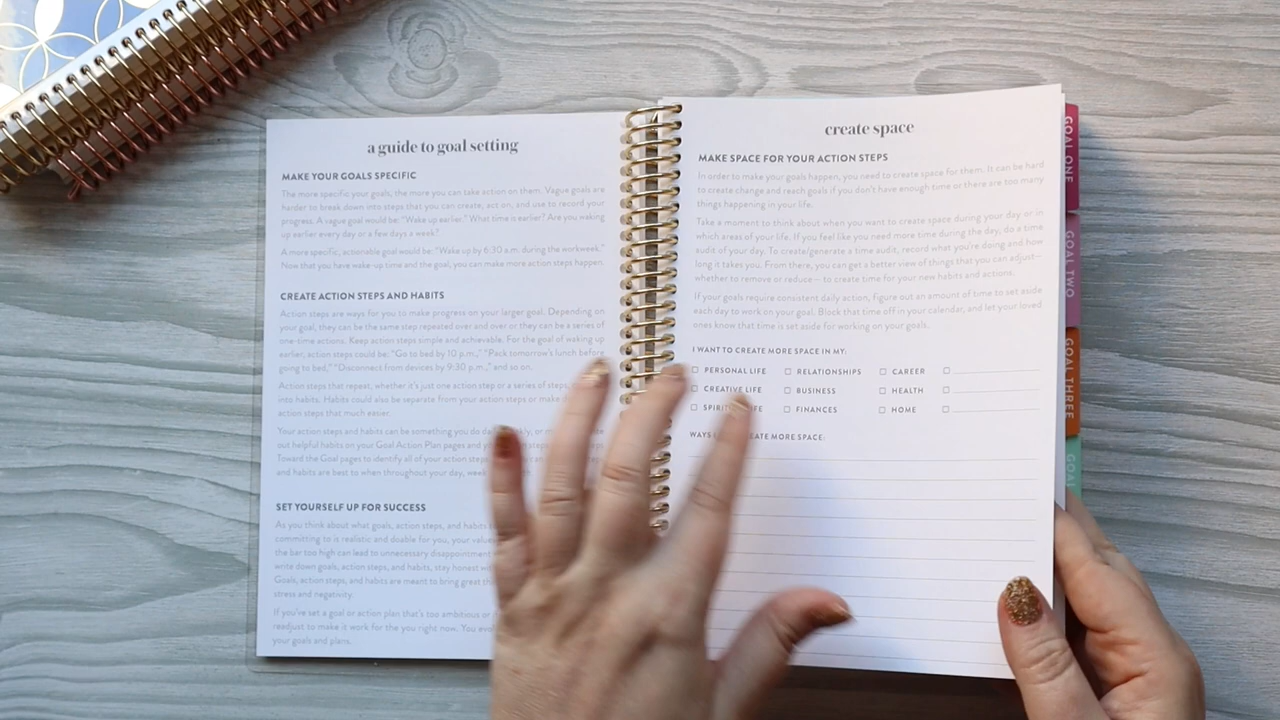 a guide to goal setting
MAKE YOUR GOALS SPECIFIC
The more specific your goals, the more you can take action on them. Vague goals are
harder to break down into steps that you can create, act on, and use to record your
progress. A vague goal would be: "Wake up earlier." What time is earlier? Are you waking
up earlier every day or a few days a week?
A more specific, actionable goal would be: "Wake up by 6:30 a.m. during the workweek."
Now that you have wake-up time and the goal, you can make more action steps happen.
CREATE ACTION STEPS AND HABITS
Action steps are ways for you to make progress on your larger goal. Depending on
your goal, they can be the same step repeated over and over or they can be a series of
one-time actions. Keep action steps simple and achievable. For the goal of waking up
earlier, action steps could be: "Go to bed by 10 p.m.," "Pack tomorrow's lunch before
going to bed," "Disconnect from devices by 9:30 p.m.," and so on.
Action steps that repeat, whether it's just one action step or a series of steps,
into habits. Habits could also be separate from your action steps or make
action steps that much easier.
Your action steps and habits can be something you do
out helpful habits on your Goal Action Plan pages and
Toward the Goal pages to identify all of your action steps
and habits are best to when throughout your day,
SET YOURSELF UP FOR SUCCESS
As you think about what goals, action steps, and habits
committing to is realistic and doable for you, your
the bar too high can lead to unnecessary disappointment
write down goals, action steps, and habits, stay honest
Goals, action steps, and habits are meant to bring great
stress and negativity.
If you've set a goal or action plan that's too ambitious or
readjust to make it work for the you right now. You
your goals and plans.
create space
MAKE SPACE FOR YOUR ACTION STEPS
In order to make your goals happen, you need to create space for them. It can be hard
to create change and reach goals if you don't have enough time or there are too many
things happening in your life.
Take a moment to think about when you want to create space during your day or in
which areas of your life. If you feel like you need more time during the day, do a time
audit of your day. To create/generate a time audit, record what you're doing and how
long it takes you. From there, you can get a better view of things that you can adjust—
whether to remove or reduce—to create time for your new habits and actions.
If your goals require consistent daily action, figure out an amount of time to set aside
each day to work on your goal. Block that time off in your calendar, and let your loved
ones know that time is set aside for working on your goals.
I WANT TO CREATE MORE SPACE IN MY:
PERSONAL LIFE RELATIONSHIPS CAREER
CREATIVE LIFE BUSINESS HEALTH
LIFE FINANCES HOME
WAYS CREATE MORE SPACE:
GOAL ONE
GOAL TWO
GOAL THREE
GOAL